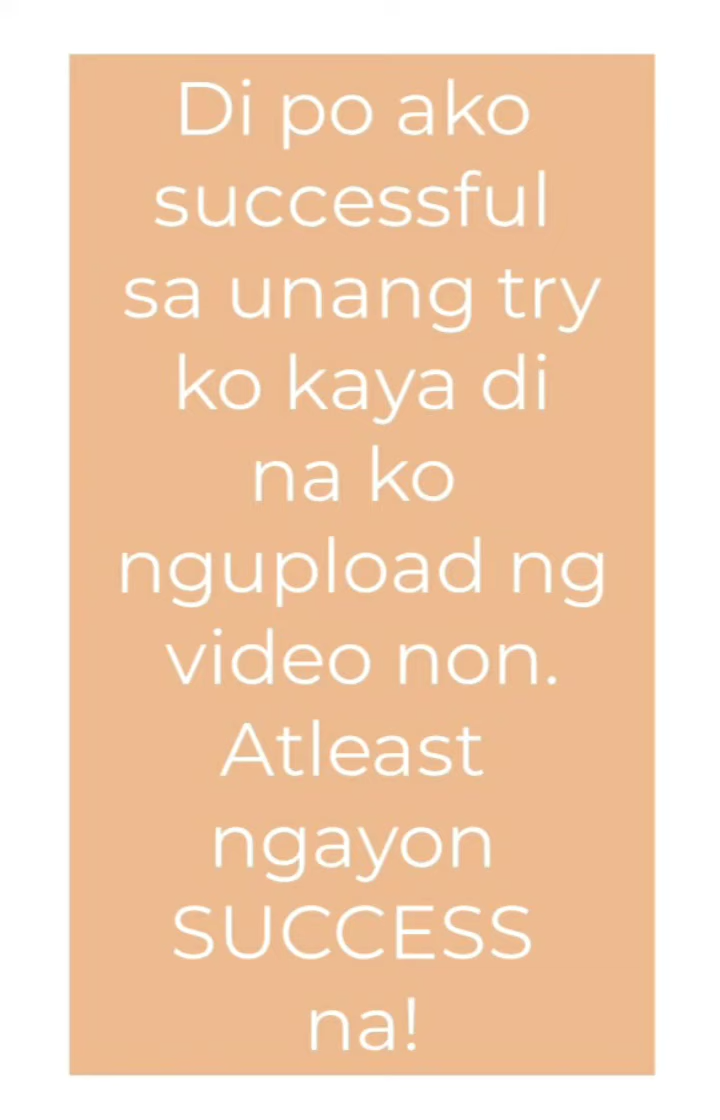 Di po ako
successful
sa unang try
ko kaya di
na ko
ngupload ng
video non.
Atleast
ngayon
SUCCESS
na!